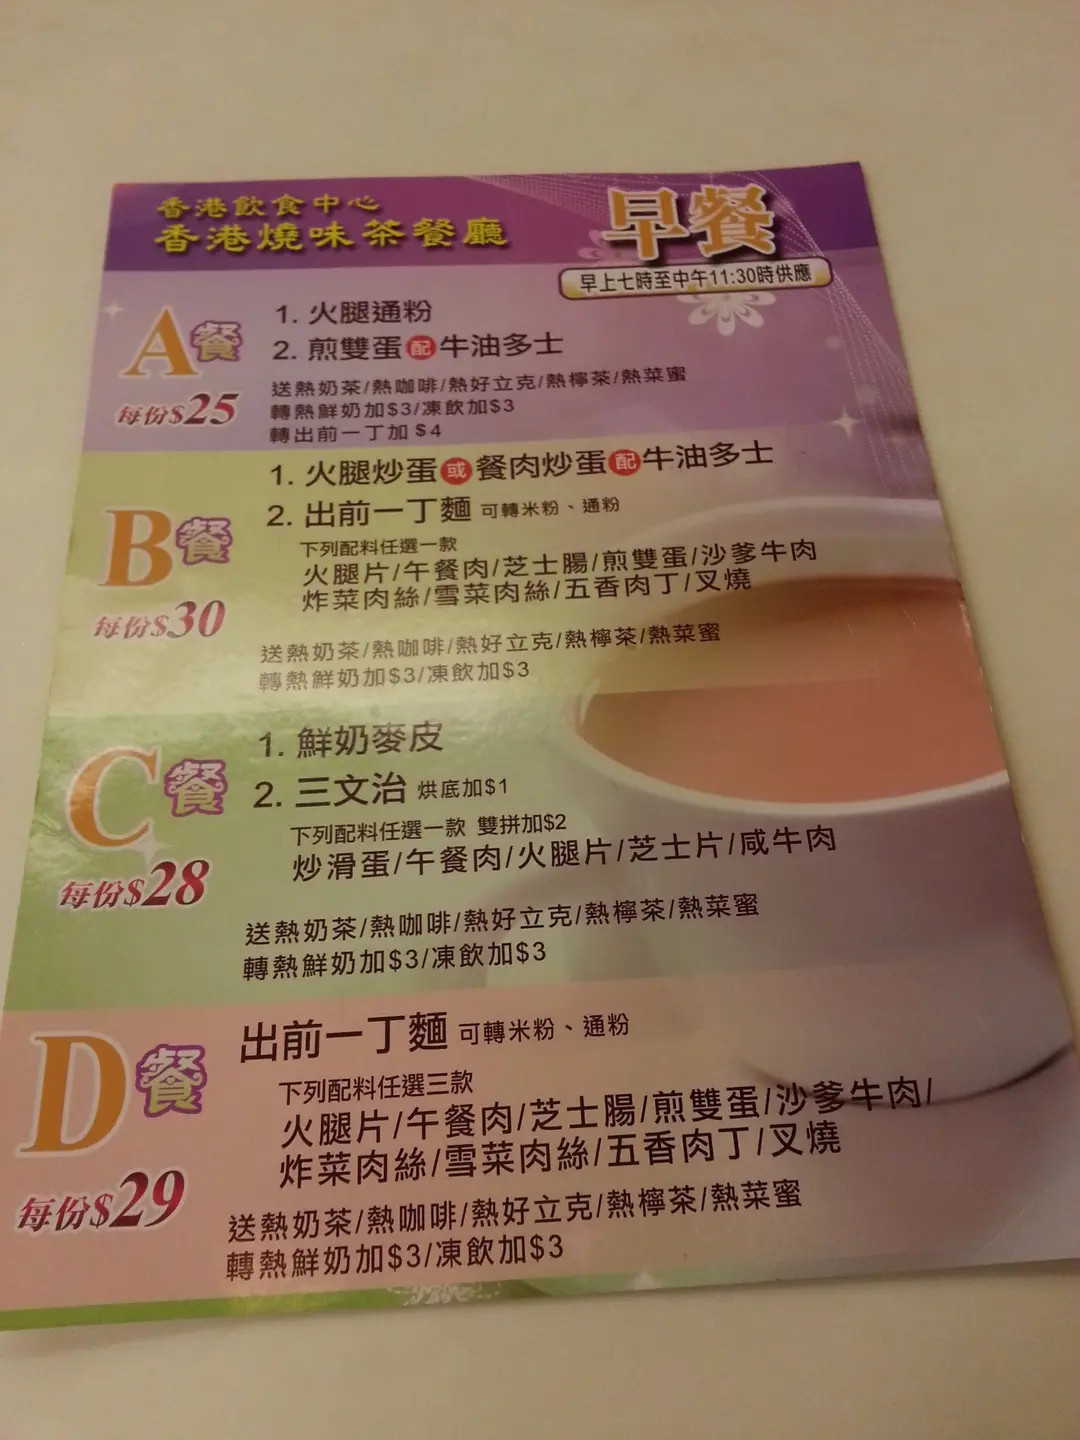 香港飲食中心
香港燒味茶餐廳
早餐
早上七時至中午11:30時供應
A餐
每份$25
1. 火腿通粉
2. 煎雙蛋配牛油多士
送熱奶茶/熱咖啡/熱好立克/熱檸茶/熱菜蜜
轉熱鮮奶加$3/凍飲加$3
轉出前一丁加 $4
B餐
每份$30
1. 火腿炒蛋或餐肉炒蛋配牛油多士
2. 出前一丁麵 可轉米粉、通粉
下列配料任選一款
火腿片/午餐肉/芝士腸/煎雙蛋/沙爹牛肉
炸菜肉絲/雪菜肉絲/五香肉丁/叉燒
送熱奶茶/熱咖啡/熱好立克/熱檸茶/熱菜蜜
轉熱鮮奶加$3/凍飲加$3
C餐
每份$28
1. 鮮奶麥皮
2. 三文治 烘底加$1
下列配料任選一款 雙拼加$2
炒滑蛋/午餐肉/火腿片/芝士片/咸牛肉
送熱奶茶/熱咖啡/熱好立克/熱檸茶/熱菜蜜
轉熱鮮奶加$3/凍飲加$3
D餐
每份$29
出前一丁麵 可轉米粉、通粉
下列配料任選三款
火腿片/午餐肉/芝士腸/煎雙蛋/沙爹牛肉/
炸菜肉絲/雪菜肉絲/五香肉丁/叉燒
送熱奶茶/熱咖啡/熱好立克/熱檸茶/熱菜蜜
轉熱鮮奶加$3/凍飲加$3